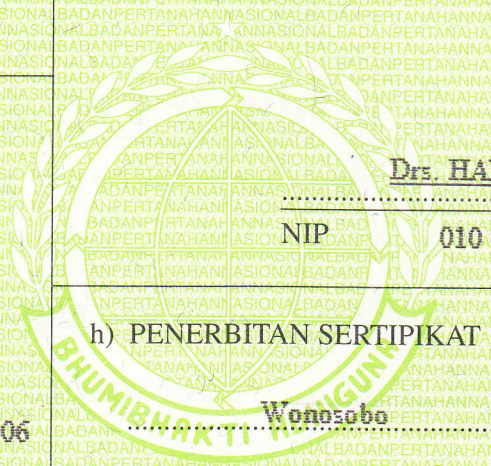 Drs. HA
NIP 010
h) PENERBITAN SERTIPIKAT
Wonosobo
06
BHUMIBHAKTI